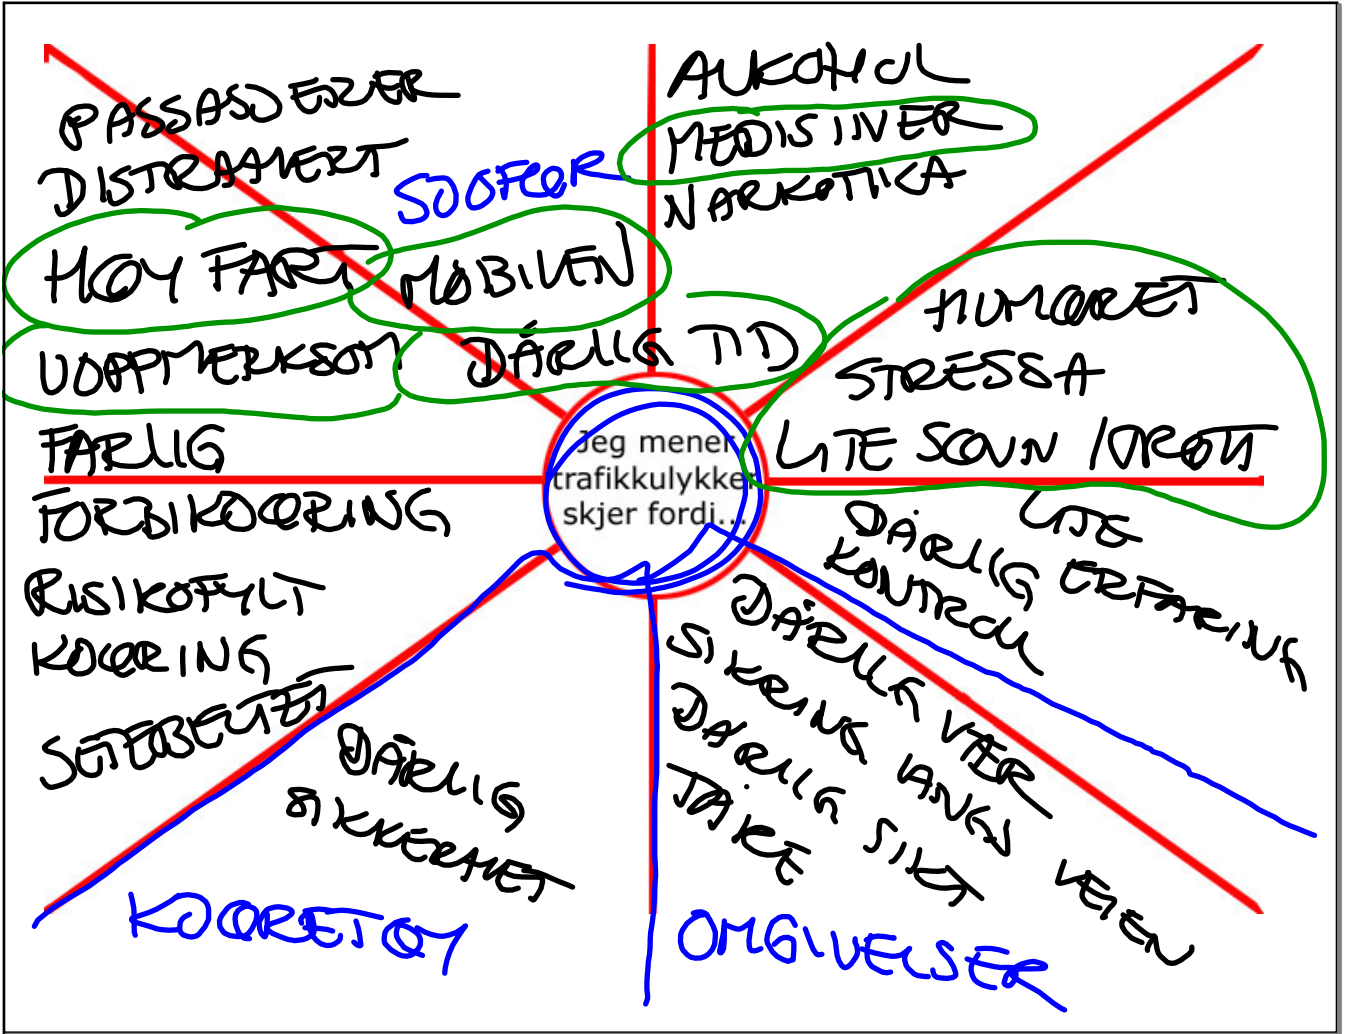 PASSASJERER
DISTRAHERT
SJÅFØR
HØY FART
MOBILEN
UOPPMERKSOM
DÅRLIG TID
FARLIG
FORBIKJØRING
RISIKOFYLT
KJØRING
SETEBELTET
ALKOHOL
MEDISINER
NARKOTIKA
HUMØRET
STRESSA
LITE SØVN / TRØTT
Jeg mener
trafikkulykker
skjer fordi...
LITE
ERFARING
DÅRLIG
KONTROLL
DÅRLIG VÆR
SIKRING LANGS VEIEN
DÅRLIG SIKT
TÅKE
DÅRLIG
SIKKERHET
KJØRETØY
OMGIVELSER